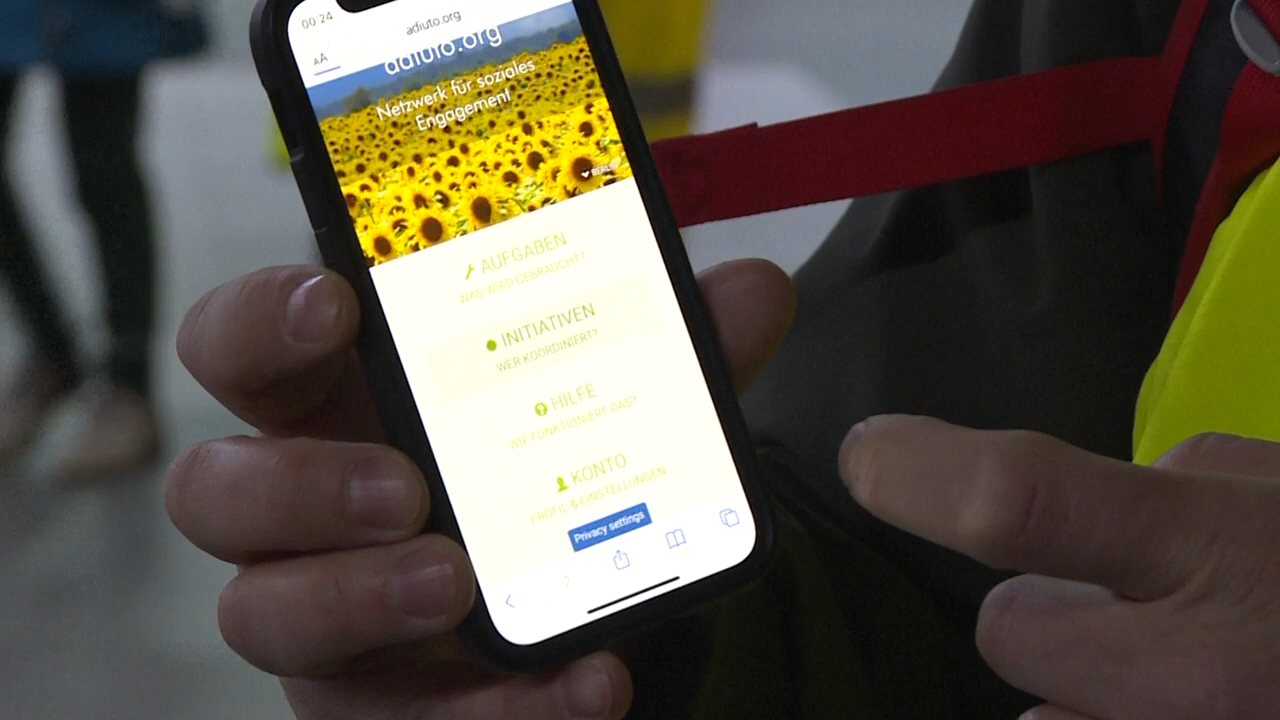 00:24
adiuto.org
AA
adiuto.org
Netzwerk für soziales
Engagement
AUFGABEN
WAS WIRD GEBRAUCHT?
INITIATIVEN
WER KOORDINIERT?
HILFE
WIE FUNKTIONIERT DAS?
KONTO
PROFIL & EINSTELLUNGEN
Privacy settings